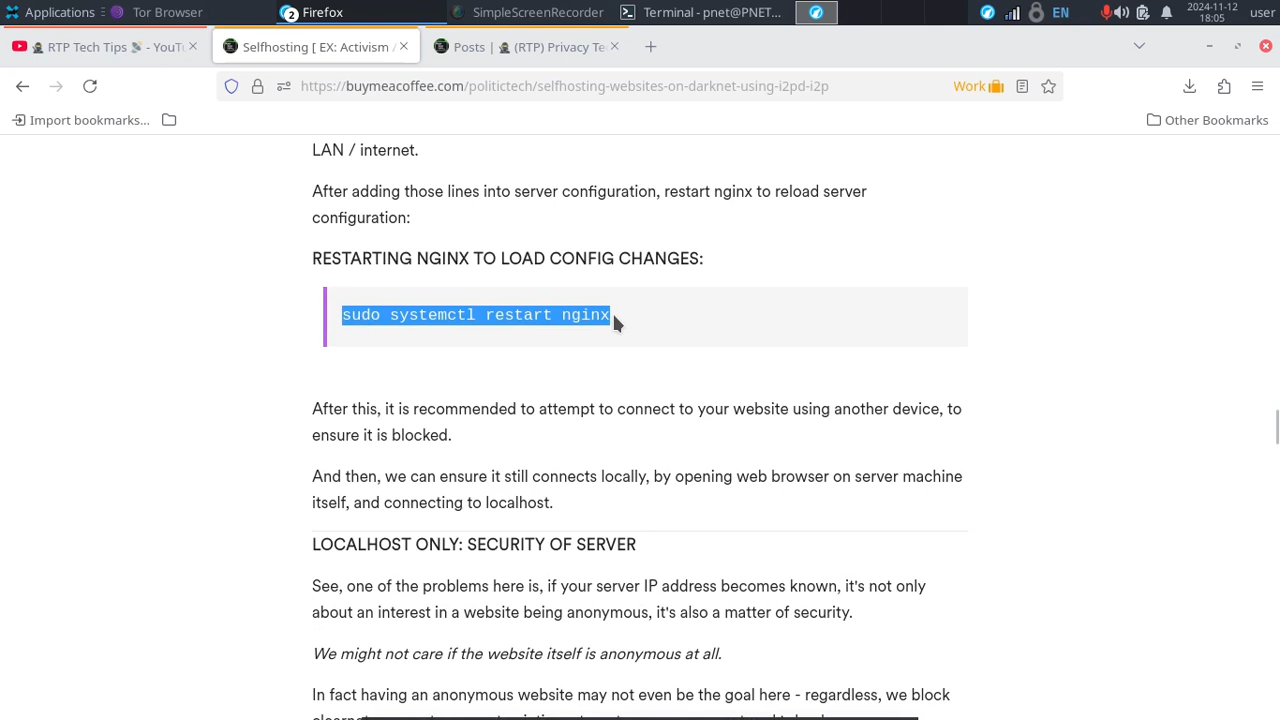 Applications
Tor Browser
2 Firefox
SimpleScreenRecorder
Terminal - pnet@PNET...
EN
2024-11-12
18:05
user
RTP Tech Tips - YouT
Selfhosting [ EX: Activism /
Posts | (RTP) Privacy Te
https://buymeacoffee.com/politictech/selfhosting-websites-on-darknet-using-i2pd-i2p
Work
Import bookmarks...
Other Bookmarks
LAN / internet.
After adding those lines into server configuration, restart nginx to reload server
configuration:
RESTARTING NGINX TO LOAD CONFIG CHANGES:
sudo systemctl restart nginx
After this, it is recommended to attempt to connect to your website using another device, to
ensure it is blocked.
And then, we can ensure it still connects locally, by opening web browser on server machine
itself, and connecting to localhost.
LOCALHOST ONLY: SECURITY OF SERVER
See, one of the problems here is, if your server IP address becomes known, it's not only
about an interest in a website being anonymous, it's also a matter of security.
We might not care if the website itself is anonymous at all.
In fact having an anonymous website may not even be the goal here - regardless, we block